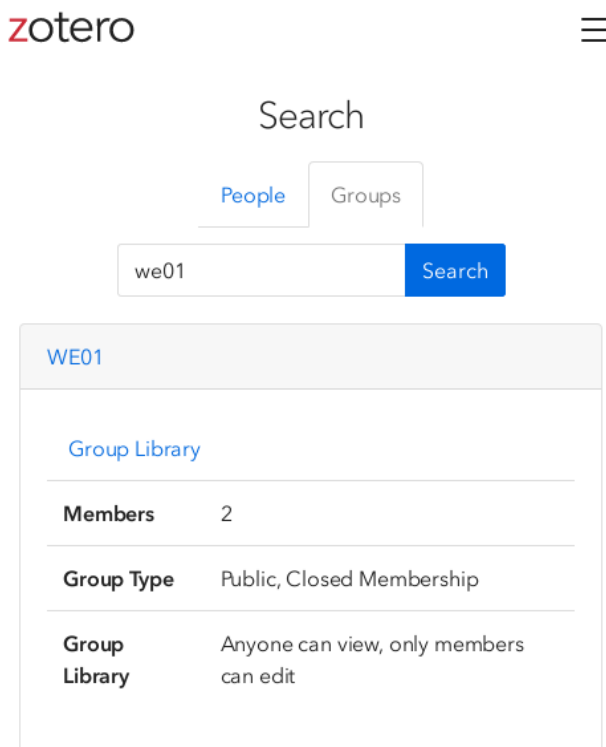 zotero
Search
People Groups
we01 Search
WE01
Group Library
Members 2
Group Type Public, Closed Membership
Group Anyone can view, only members
Library can edit